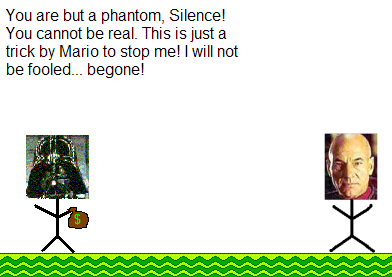 You are but a phantom, Silence!
You cannot be real. This is just a
trick by Mario to stop me! I will not
be fooled... begone!
$